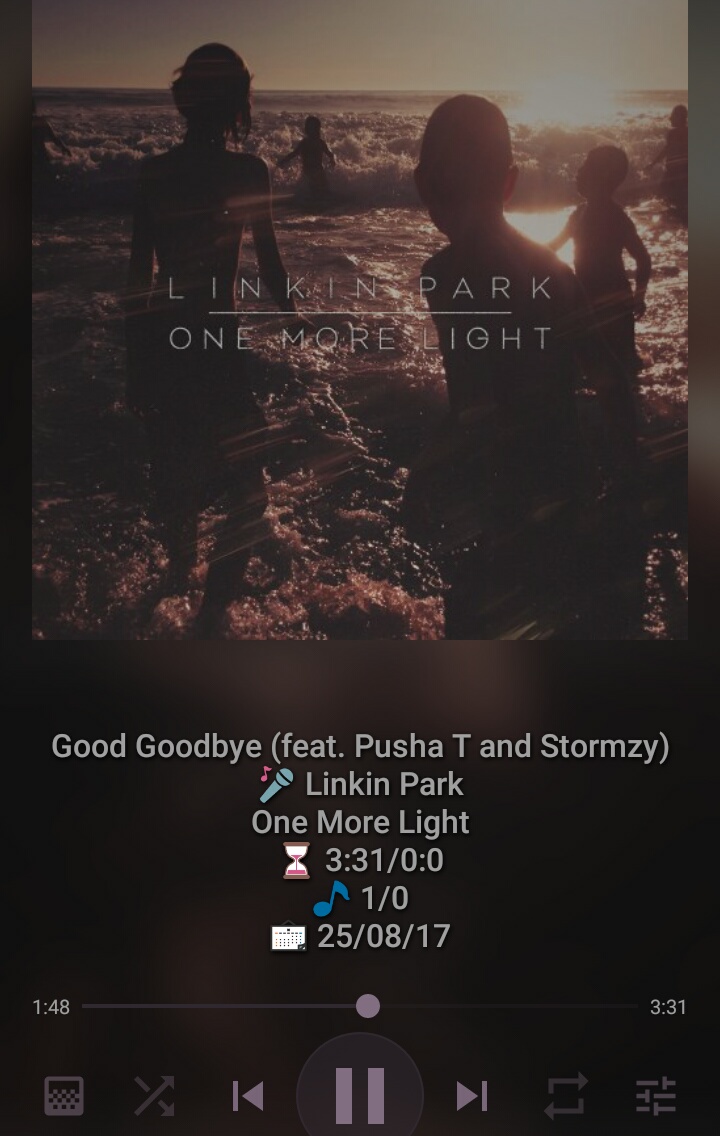 LINKIN PARK
ONE MORE LIGHT
Good Goodbye (feat. Pusha T and Stormzy)
Linkin Park
One More Light
3:31/0:0
1/0
25/08/17
1:48
3:31